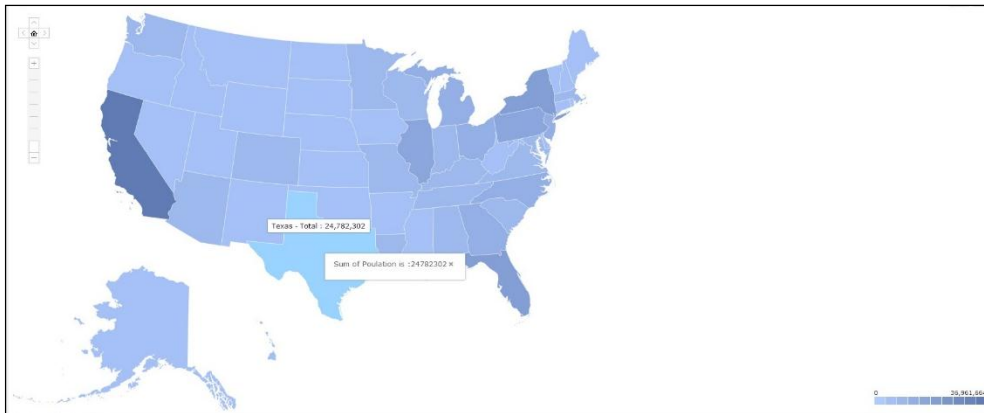 Texas - Total : 24,782,302
Sum of Poulation is :24782302 ×
0